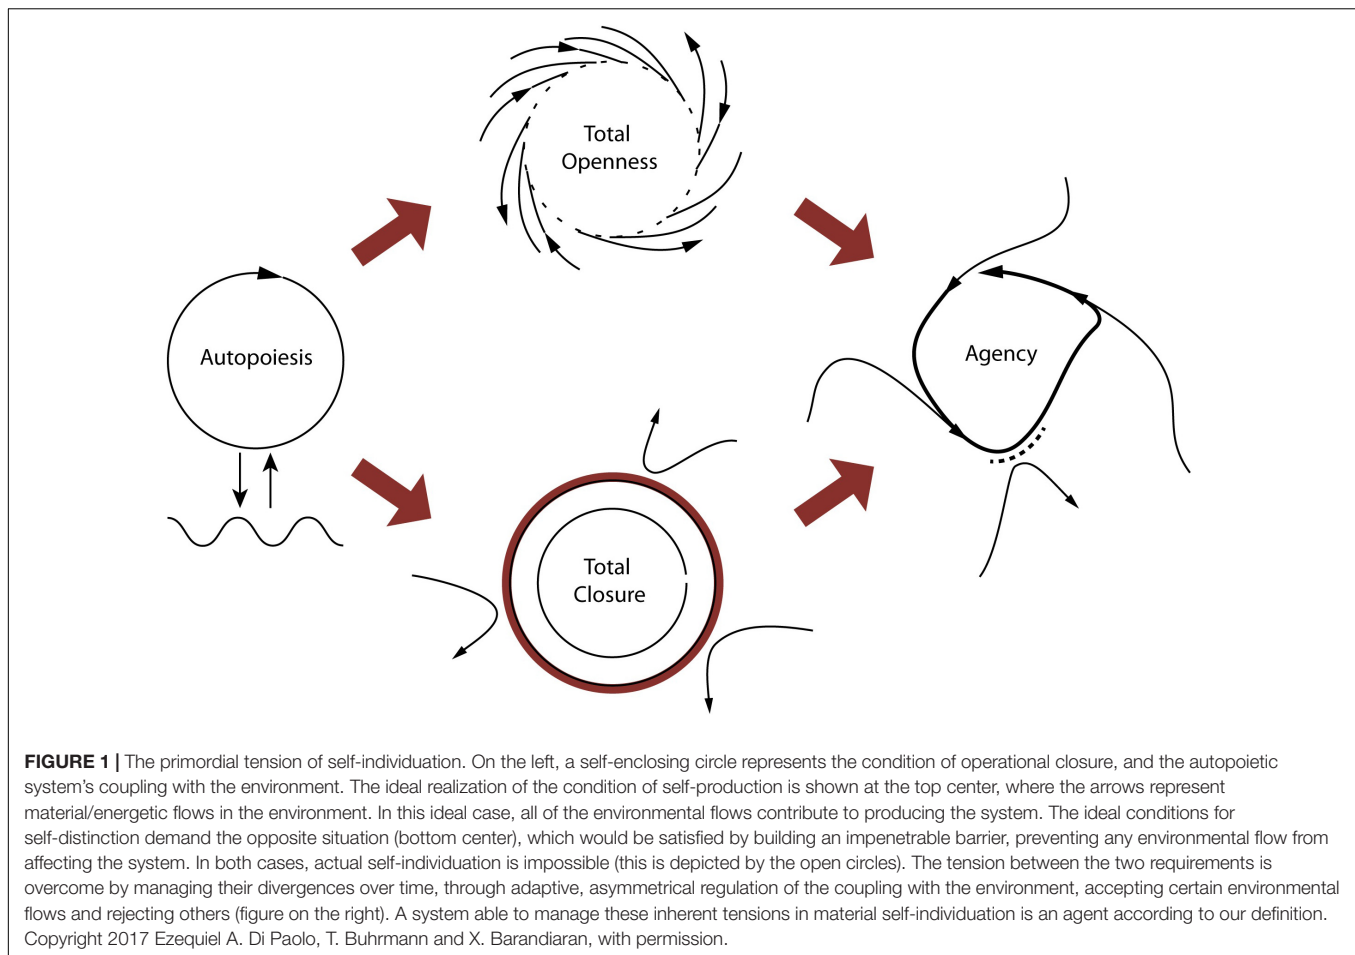 Total
Openness
Autopoiesis
Agency
Total
Closure
FIGURE 1 | The primordial tension of self-individuation. On the left, a self-enclosing circle represents the condition of operational closure, and the autopoietic
system's coupling with the environment. The ideal realization of the condition of self-production is shown at the top center, where the arrows represent
material/energetic flows in the environment. In this ideal case, all of the environmental flows contribute to producing the system. The ideal conditions for
self-distinction demand the opposite situation (bottom center), which would be satisfied by building an impenetrable barrier, preventing any environmental flow from
affecting the system. In both cases, actual self-individuation is impossible (this is depicted by the open circles). The tension between the two requirements is
overcome by managing their divergences over time, through adaptive, asymmetrical regulation of the coupling with the environment, accepting certain environmental
flows and rejecting others (figure on the right). A system able to manage these inherent tensions in material self-individuation is an agent according to our definition.
Copyright 2017 Ezequiel A. Di Paolo, T. Buhrmann and X. Barandiaran, with permission.